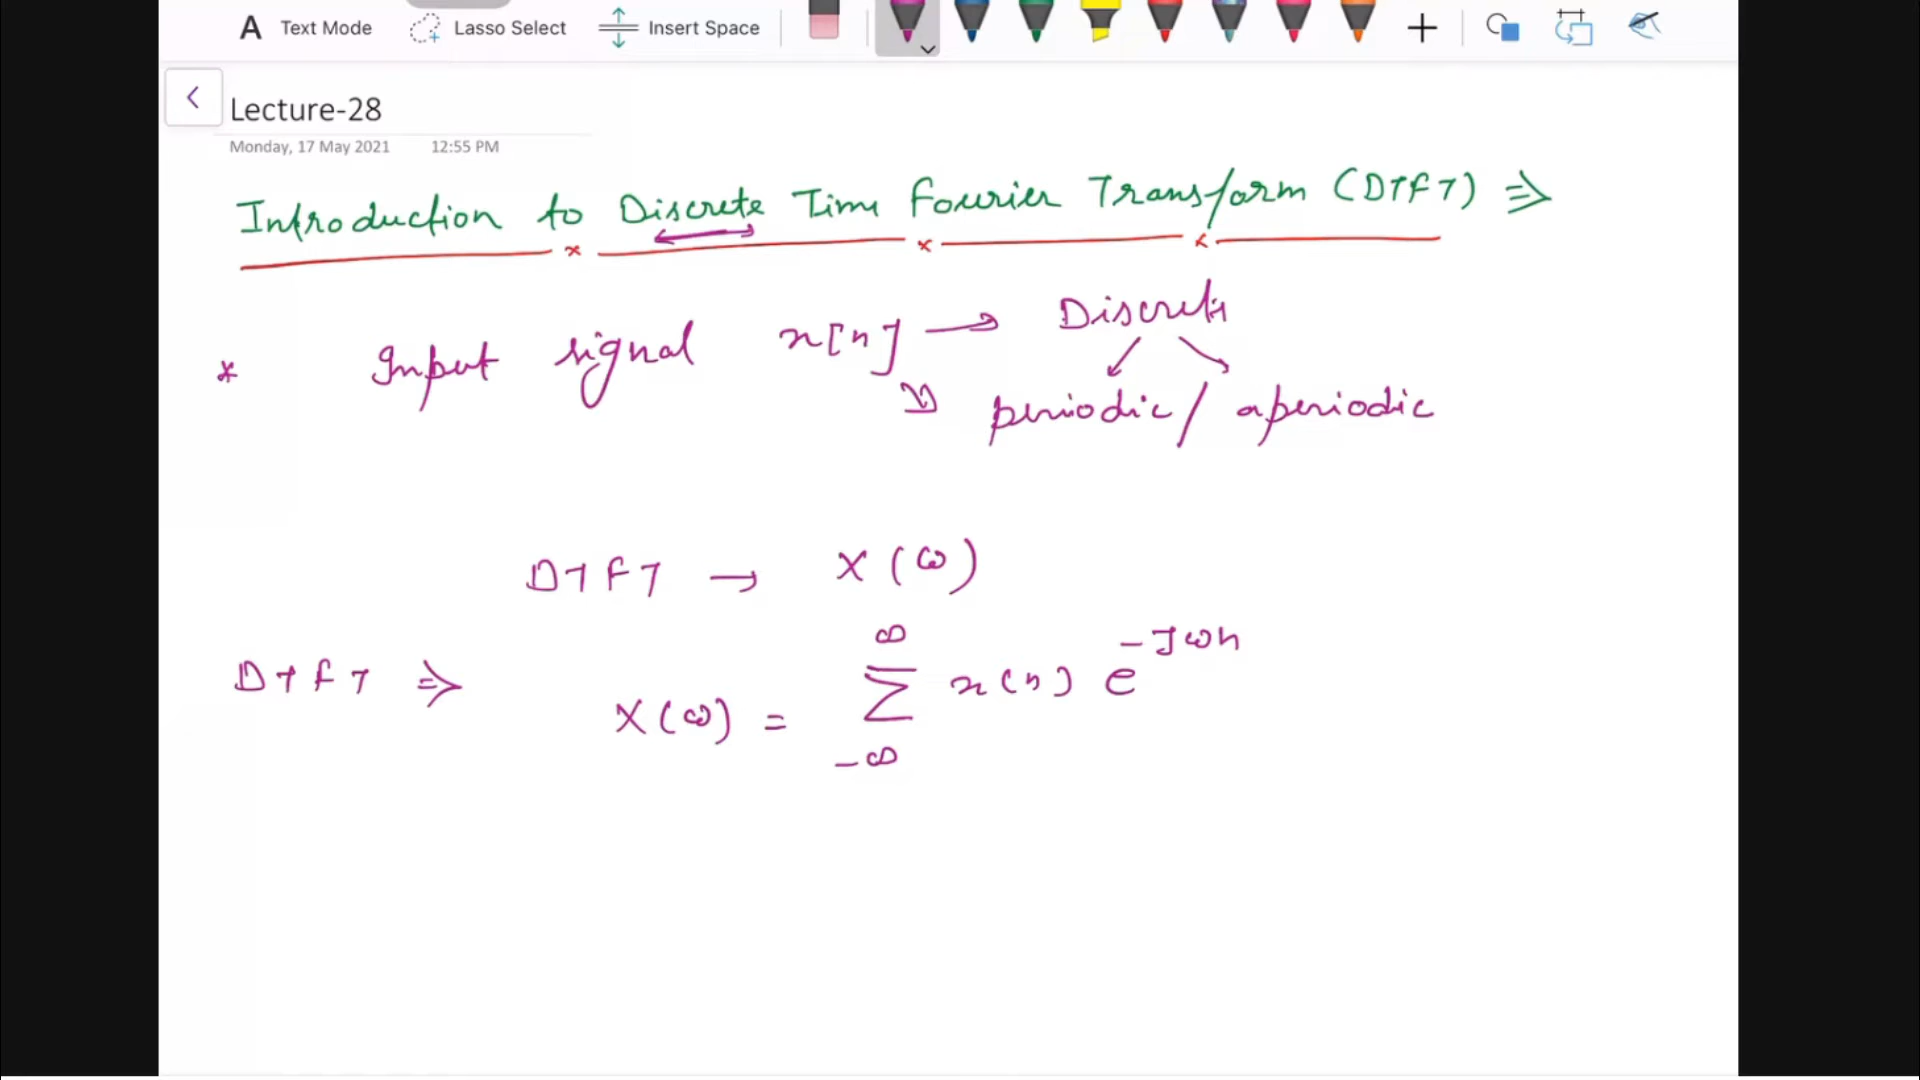 A Text Mode Lasso Select Insert Space
Lecture-28
Monday, 17 May 2021 12:55 PM
Introduction to Discrete Time Fourier Transform (DTFT) ⇒
* Input signal x[n] → Discrete
⇒ periodic / aperiodic
DTFT → X(ω)
DTFT ⇒ X(ω) = ∑ x(n) e^{-jωn}
∞
-∞